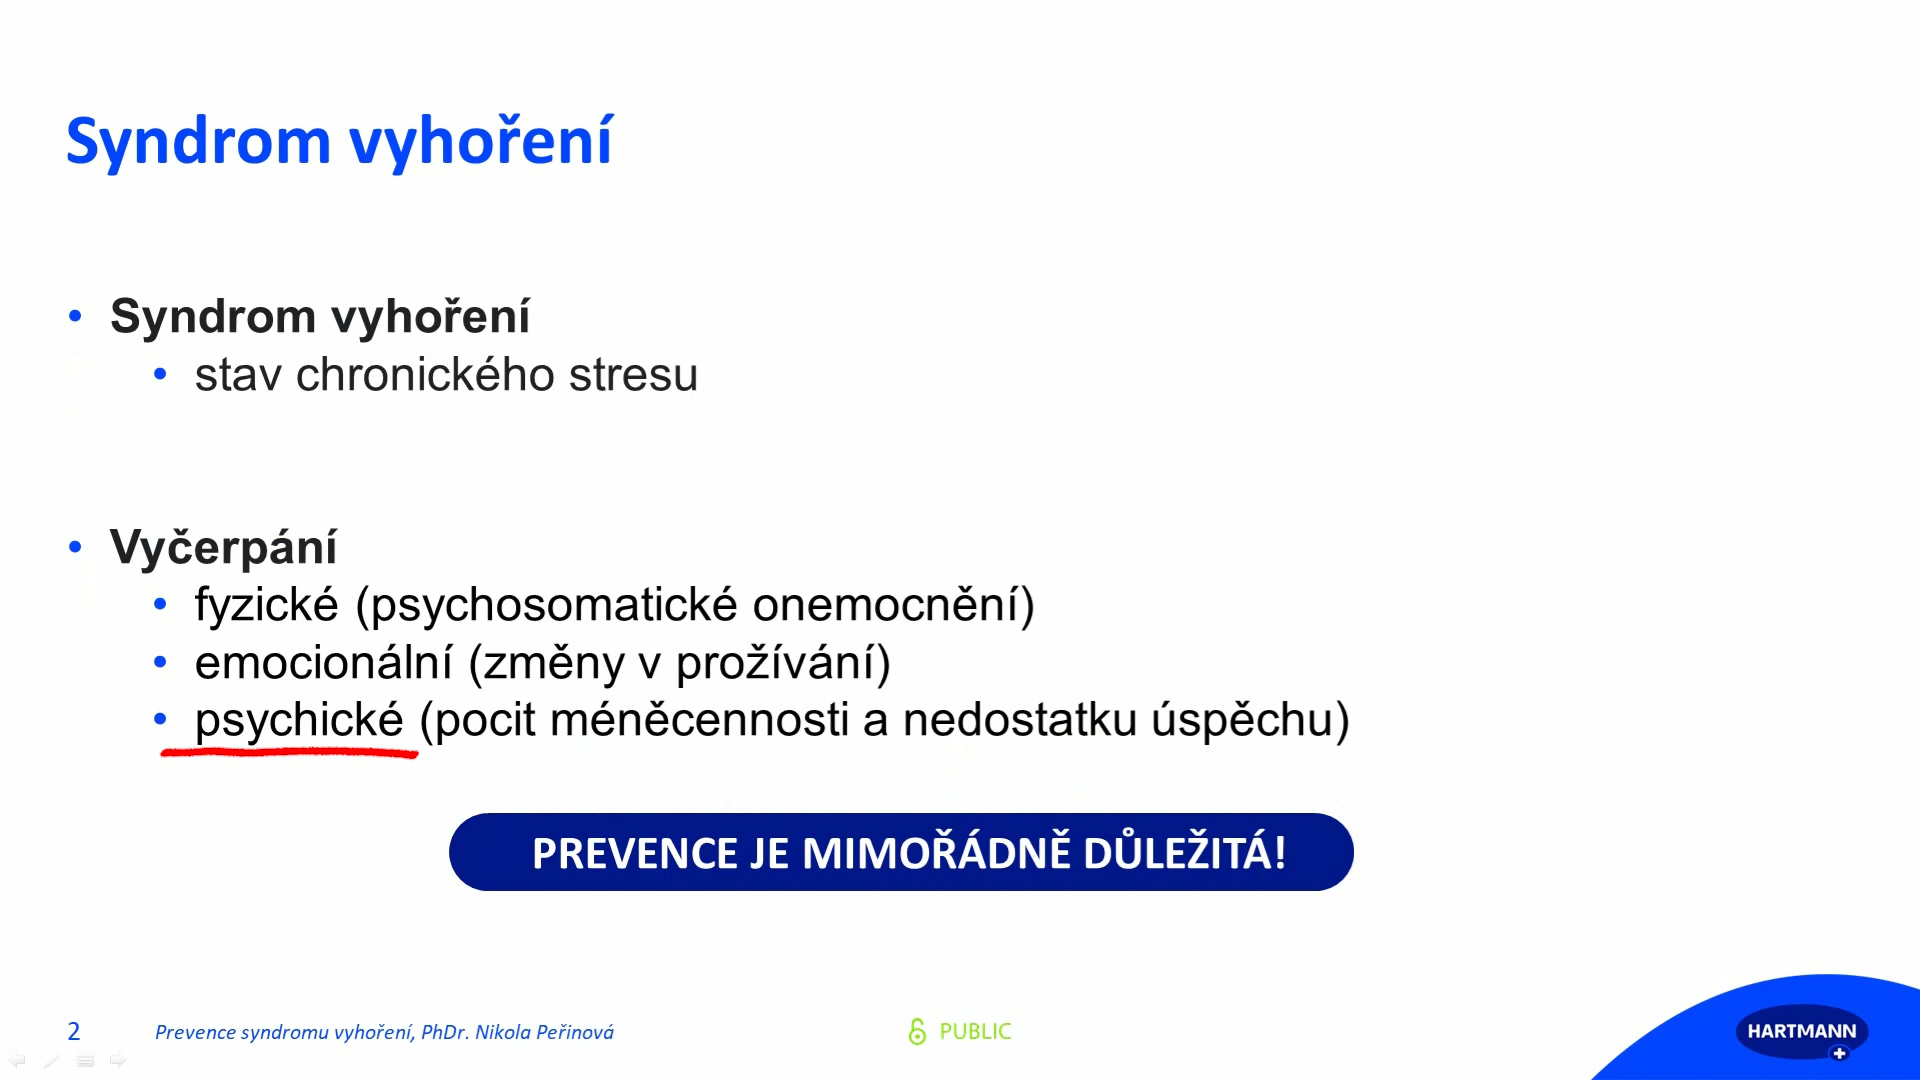 Syndrom vyhoření
• Syndrom vyhoření
• stav chronického stresu
• Vyčerpání
• fyzické (psychosomatické onemocnění)
• emocionální (změny v prožívání)
• psychické (pocit méněcennosti a nedostatku úspěchu)
PREVENCE JE MIMOŘÁDNĚ DŮLEŽITÁ!
2 Prevence syndromu vyhoření, PhDr. Nikola Peřinová PUBLIC HARTMANN